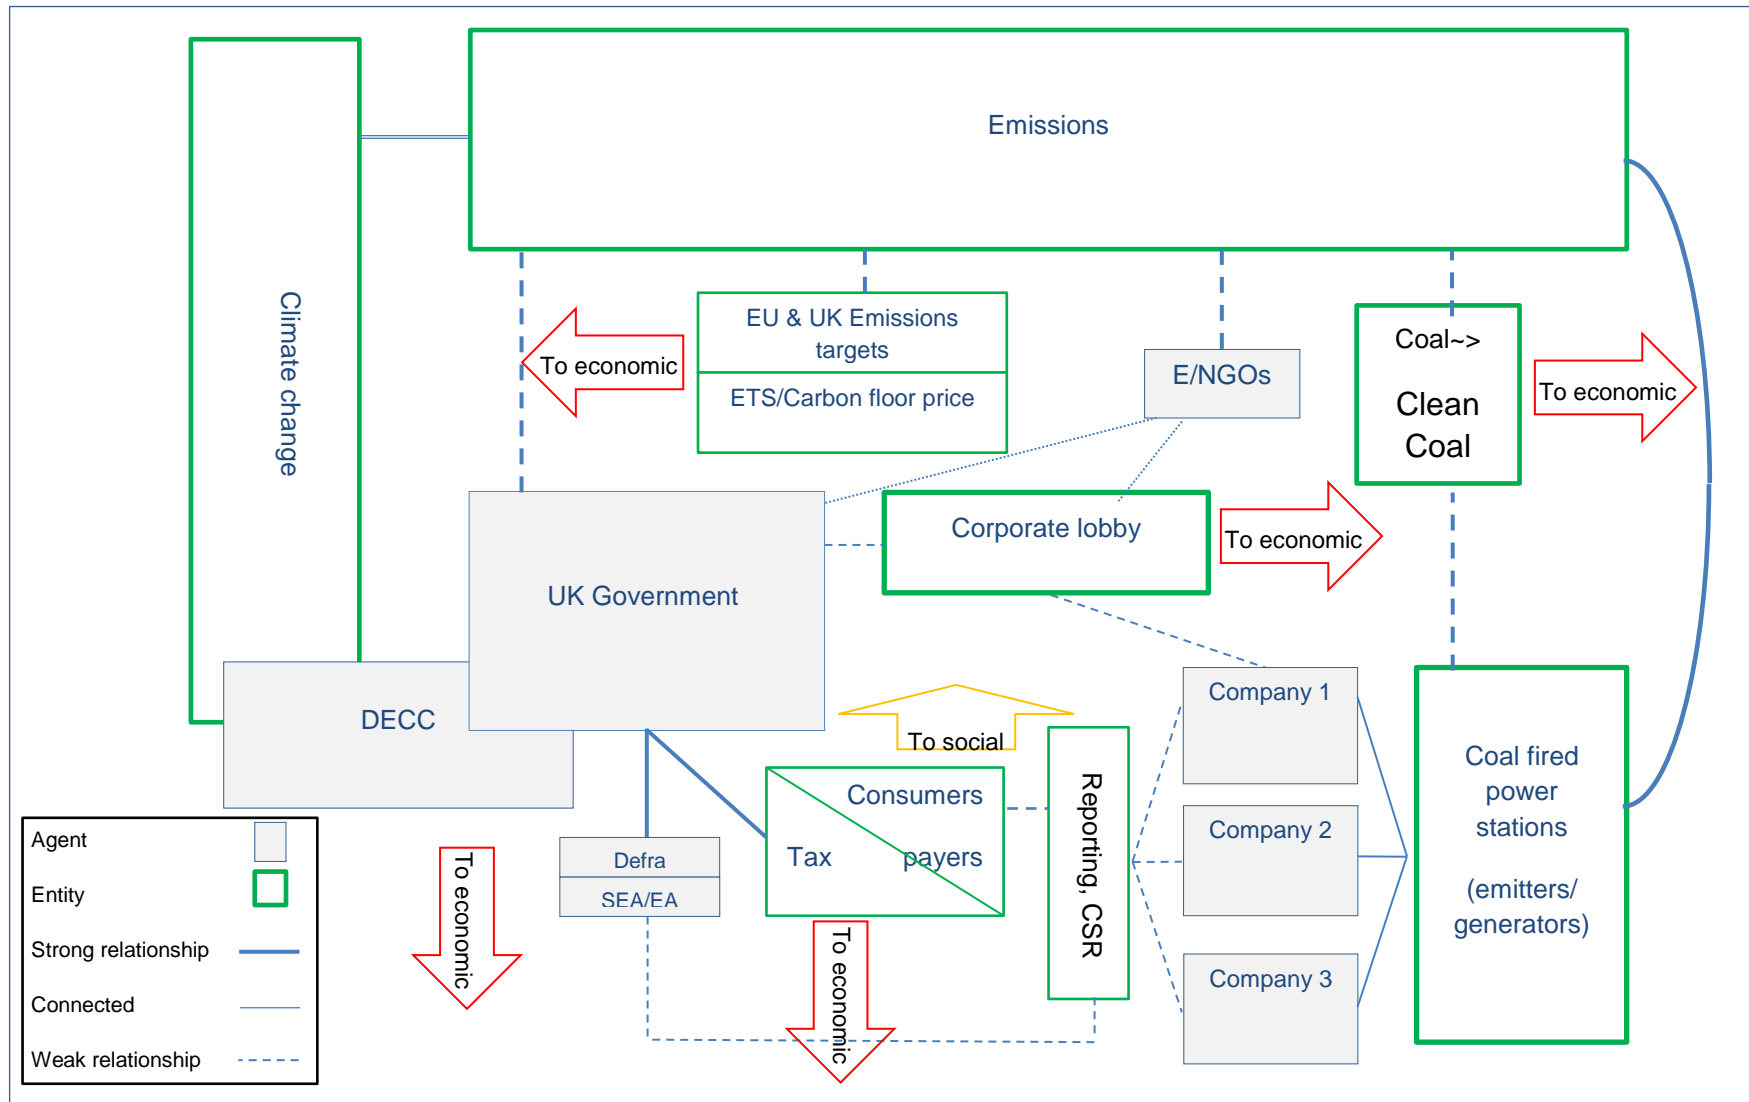 Emissions
Climate change
EU & UK Emissions
targets
ETS/Carbon floor price
To economic
E/NGOs
Coal~>
Clean
Coal
To economic
Corporate lobby
To economic
UK Government
DECC
To social
Company 1
Company 2
Company 3
Coal fired
power
stations
(emitters/
generators)
Consumers
Tax payers
Reporting, CSR
Defra
SEA/EA
To economic
To economic
Agent
Entity
Strong relationship
Connected
Weak relationship